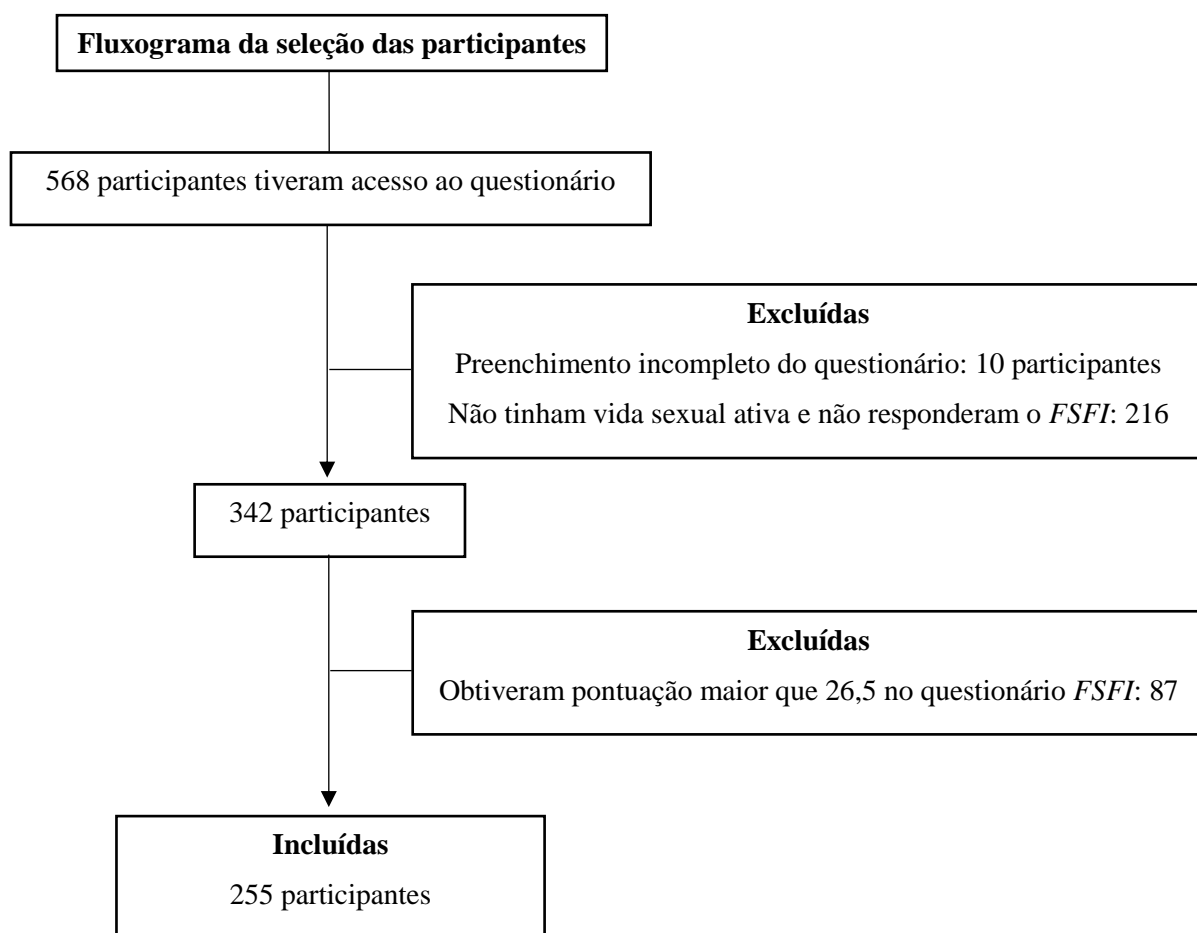 Fluxograma da seleção das participantes
568 participantes tiveram acesso ao questionário
Excluídas
Preenchimento incompleto do questionário: 10 participantes
Não tinham vida sexual ativa e não responderam o FSFI: 216
342 participantes
Excluídas
Obtiveram pontuação maior que 26,5 no questionário FSFI: 87
Incluídas
255 participantes